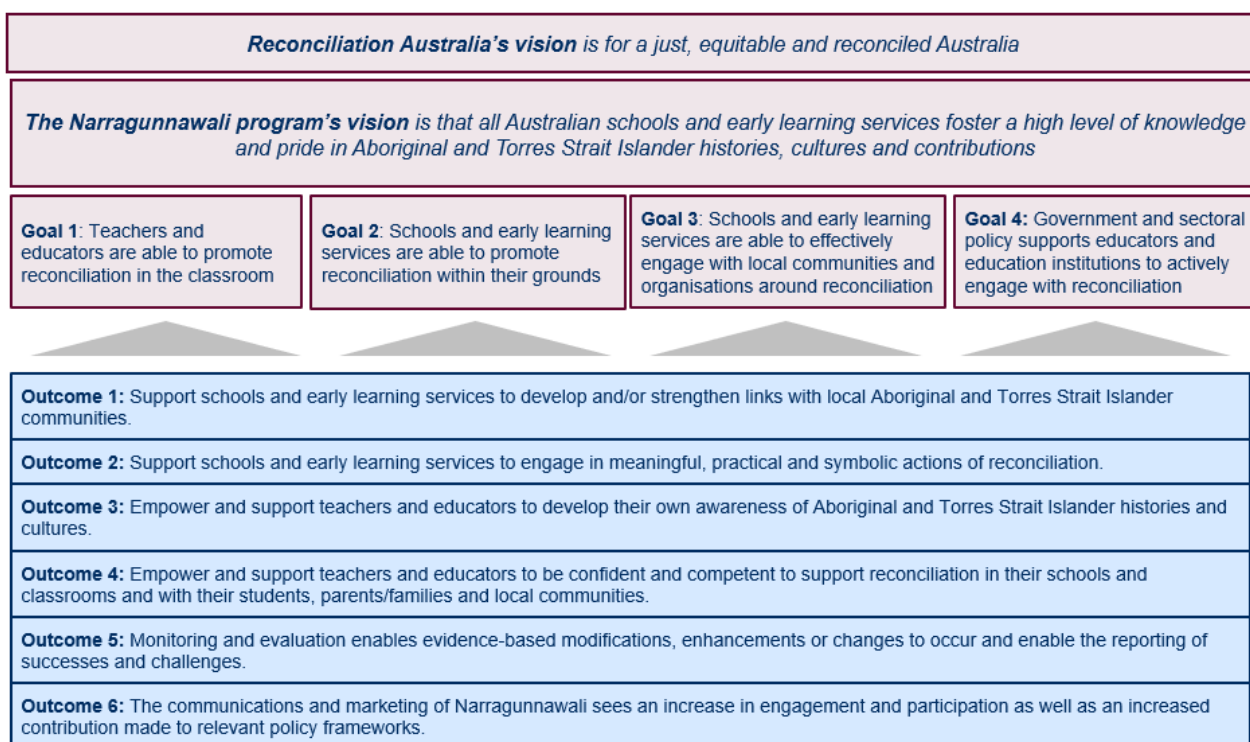 Reconciliation Australia's vision is for a just, equitable and reconciled Australia
The Narragunnawali program's vision is that all Australian schools and early learning services foster a high level of knowledge
and pride in Aboriginal and Torres Strait Islander histories, cultures and contributions
Goal 1: Teachers and
educators are able to promote
reconciliation in the classroom
Goal 2: Schools and early learning
services are able to promote
reconciliation within their grounds
Goal 3: Schools and early learning
services are able to effectively
engage with local communities and
organisations around reconciliation
Goal 4: Government and sectoral
policy supports educators and
education institutions to actively
engage with reconciliation
Outcome 1: Support schools and early learning services to develop and/or strengthen links with local Aboriginal and Torres Strait Islander
communities.
Outcome 2: Support schools and early learning services to engage in meaningful, practical and symbolic actions of reconciliation.
Outcome 3: Empower and support teachers and educators to develop their own awareness of Aboriginal and Torres Strait Islander histories and
cultures.
Outcome 4: Empower and support teachers and educators to be confident and competent to support reconciliation in their schools and
classrooms and with their students, parents/families and local communities.
Outcome 5: Monitoring and evaluation enables evidence-based modifications, enhancements or changes to occur and enable the reporting of
successes and challenges.
Outcome 6: The communications and marketing of Narragunnawali sees an increase in engagement and participation as well as an increased
contribution made to relevant policy frameworks.